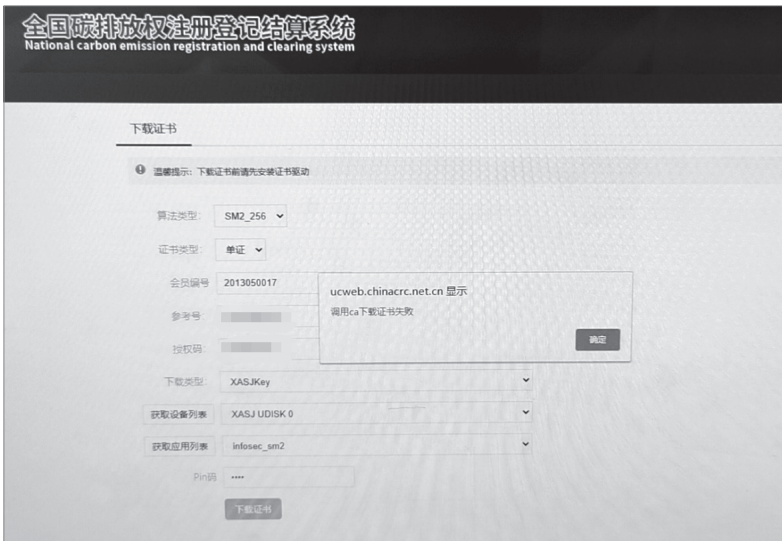 全国碳排放权注册登记结算系统
National carbon emission registration and clearing system
下载证书
温馨提示：下载证书前请先安装证书驱动
算法类型: SM2_256
证书类型: 单证
会员编号 2013050017
ucweb.chinacrc.net.cn 显示
调用ca下载证书失败
确定
参考号
授权码:
下载类型: XASJKey
获取设备列表 XASJ UDISK 0
获取应用列表 infosec_sm2
Pin码 ••••
下载证书